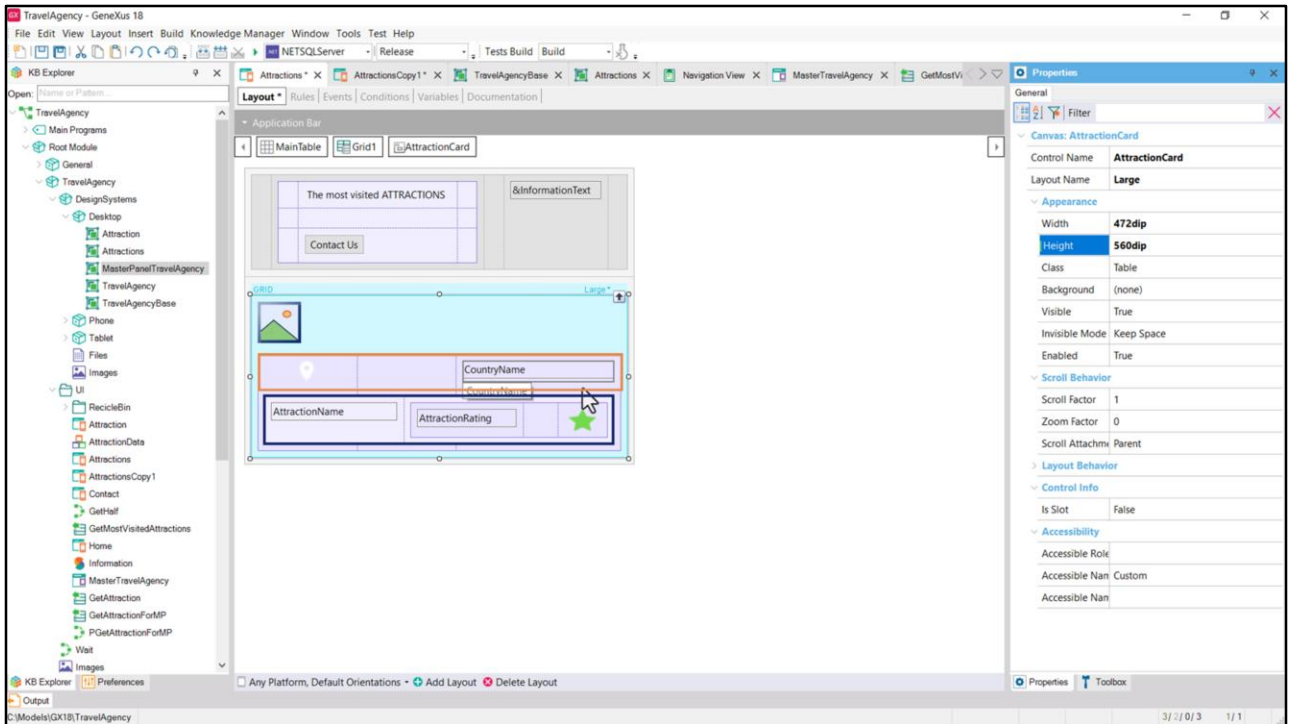 TravelAgency - GeneXus 18
File Edit View Layout Insert Build Knowledge Manager Window Tools Test Help
NETSQLServer Release Tests Build Build
KB Explorer
Open: Name or Pattern...
TravelAgency
Main Programs
Root Module
General
TravelAgency
DesignSystems
Desktop
Attraction
Attractions
MasterPanelTravelAgency
TravelAgency
TravelAgencyBase
Phone
Tablet
Files
Images
UI
RecicleBin
Attraction
AttractionData
Attractions
AttractionsCopy1
Contact
GetHalf
GetMostVisitedAttractions
Home
Information
MasterTravelAgency
GetAttraction
GetAttractionForMP
PGetAttractionForMP
Wait
Images
KB Explorer Preferences
Output
C:\Models\GX18\TravelAgency
Attractions * X AttractionsCopy1 * X TravelAgencyBase X Attractions X Navigation View X MasterTravelAgency X GetMostVi
Layout * Rules Events Conditions Variables Documentation
Application Bar
MainTable Grid1 AttractionCard
The most visited ATTRACTIONS
&InformationText
Contact Us
GRID Large *
CountryName
CountryName
AttractionName
AttractionRating
Any Platform, Default Orientations Add Layout Delete Layout
Properties
General
Filter
Canvas: AttractionCard
Control Name AttractionCard
Layout Name Large
Appearance
Width 472dip
Height 560dip
Class Table
Background (none)
Visible True
Invisible Mode Keep Space
Enabled True
Scroll Behavior
Scroll Factor 1
Zoom Factor 0
Scroll Attachme Parent
Layout Behavior
Control Info
Is Slot False
Accessibility
Accessible Role
Accessible Nan Custom
Accessible Nan
Properties Toolbox
3/ 2/ 0/ 3 1/ 1